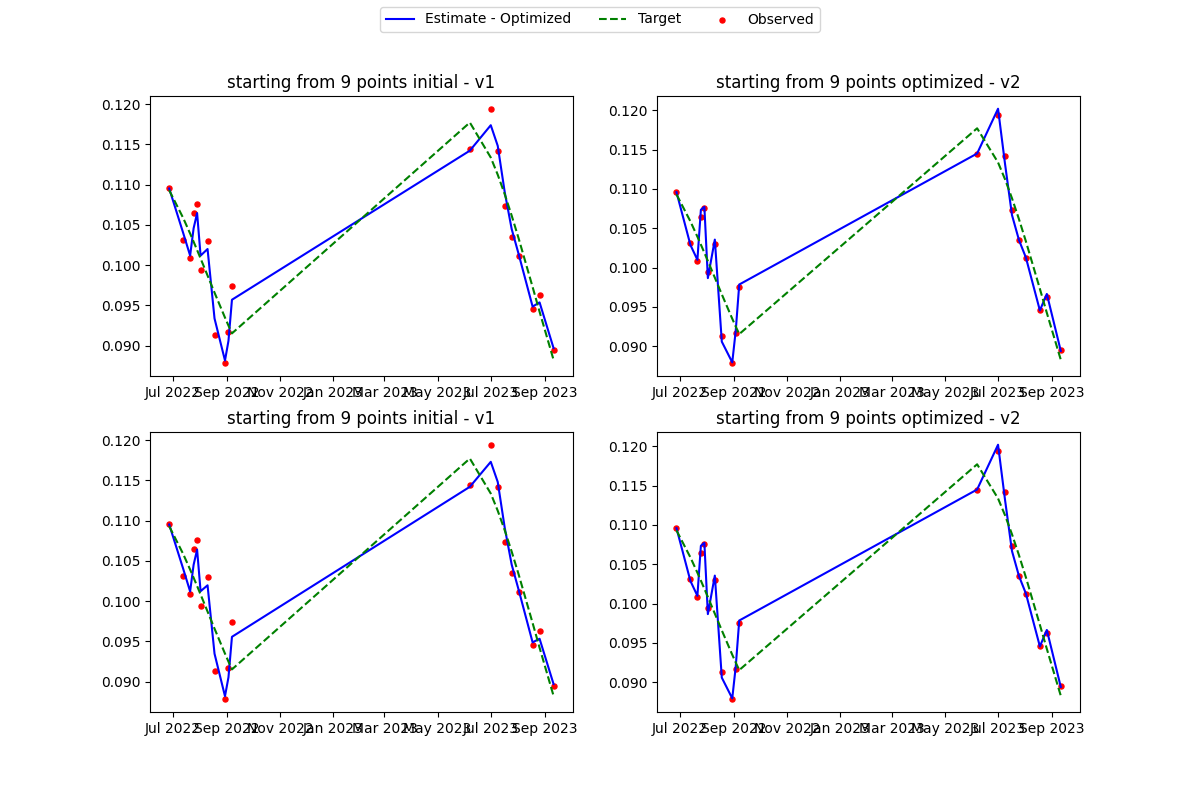 Estimate - Optimized Target Observed
starting from 9 points initial - v1 starting from 9 points optimized - v2
0.120 0.120
0.115 0.115
0.110 0.110
0.105 0.105
0.100 0.100
0.095 0.095
0.090 0.090
Jul 2022 Sep 2022 Nov 2022 Jan 2023 Mar 2023 May 2023 Jul 2023 Sep 2023 Jul 2022 Sep 2022 Nov 2022 Jan 2023 Mar 2023 May 2023 Jul 2023 Sep 2023
starting from 9 points initial - v1 starting from 9 points optimized - v2
0.120 0.120
0.115 0.115
0.110 0.110
0.105 0.105
0.100 0.100
0.095 0.095
0.090 0.090
Jul 2022 Sep 2022 Nov 2022 Jan 2023 Mar 2023 May 2023 Jul 2023 Sep 2023 Jul 2022 Sep 2022 Nov 2022 Jan 2023 Mar 2023 May 2023 Jul 2023 Sep 2023